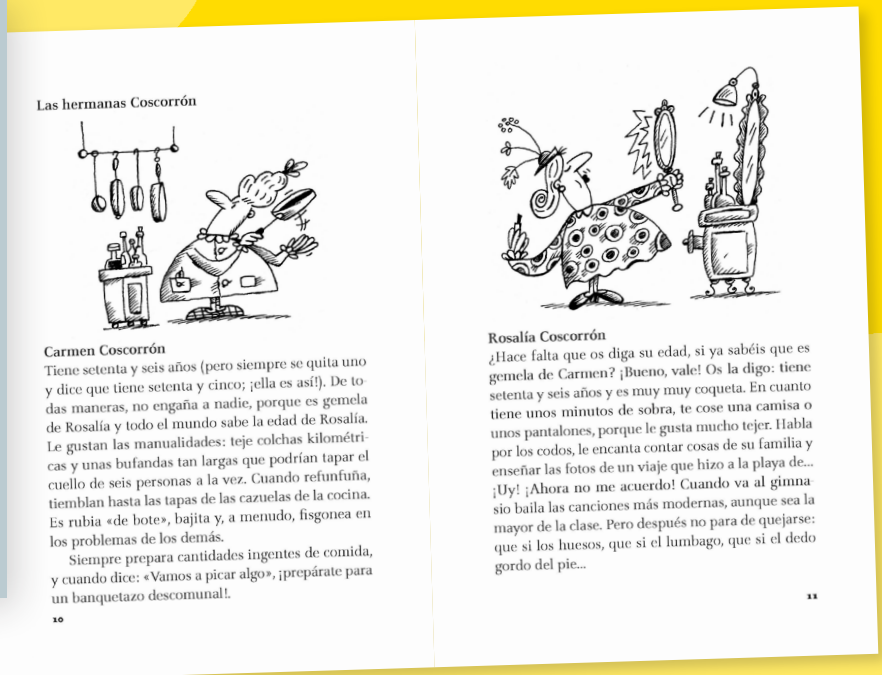 Las hermanas Coscorrón
Carmen Coscorrón
Tiene setenta y seis años (pero siempre se quita uno
y dice que tiene setenta y cinco; ¡ella es así!). De to-
das maneras, no engaña a nadie, porque es gemela
de Rosalía y todo el mundo sabe la edad de Rosalía.
Le gustan las manualidades: teje colchas kilométri-
cas y unas bufandas tan largas que podrían tapar el
cuello de seis personas a la vez. Cuando refunfuña,
tiemblan hasta las tapas de las cazuelas de la cocina.
Es rubia «de bote», bajita y, a menudo, fisgonea en
los problemas de los demás.
Siempre prepara cantidades ingentes de comida,
y cuando dice: «Vamos a picar algo», ¡prepárate para
un banquetazo descomunal!.
10
Rosalía Coscorrón
¿Hace falta que os diga su edad, si ya sabéis que es
gemela de Carmen? ¡Bueno, vale! Os la digo: tiene
setenta y seis años y es muy muy coqueta. En cuanto
tiene unos minutos de sobra, te cose una camisa o
unos pantalones, porque le gusta mucho tejer. Habla
por los codos, le encanta contar cosas de su familia y
enseñar las fotos de un viaje que hizo a la playa de...
¡Uy! ¡Ahora no me acuerdo! Cuando va al gimna-
sio baila las canciones más modernas, aunque sea la
mayor de la clase. Pero después no para de quejarse:
que si los huesos, que si el lumbago, que si el dedo
gordo del pie...
11